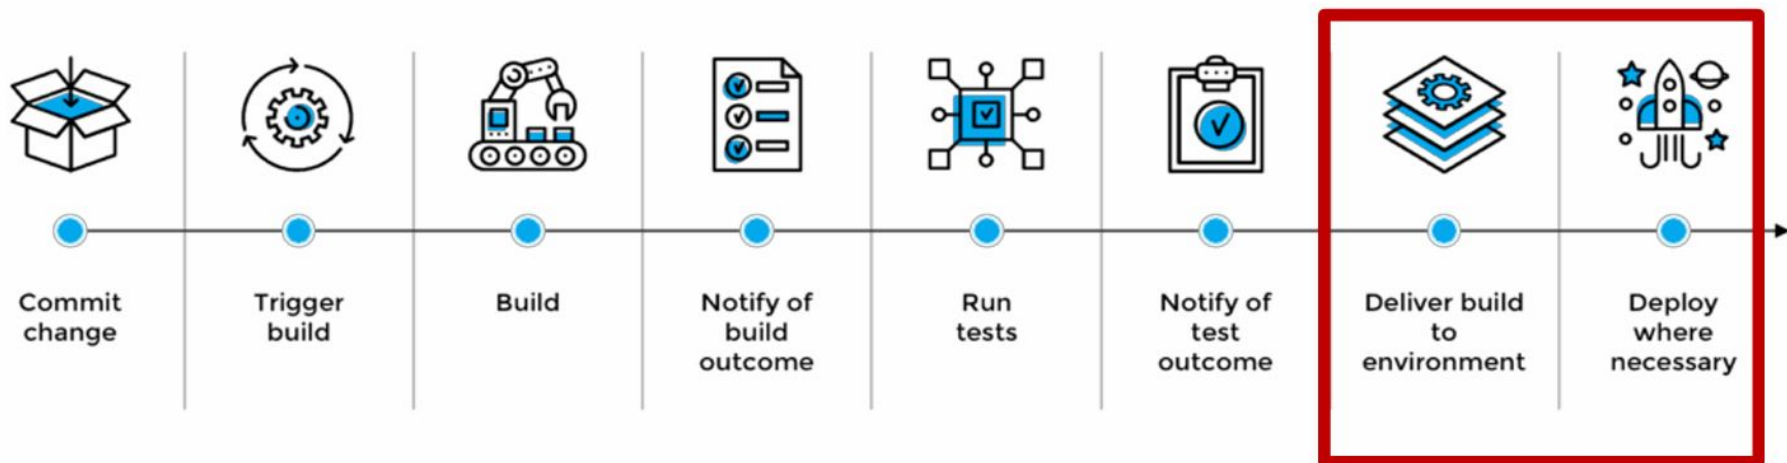 Commit
change
Trigger
build
Build
Notify of
build
outcome
Run
tests
Notify of
test
outcome
Deliver build
to
environment
Deploy
where
necessary